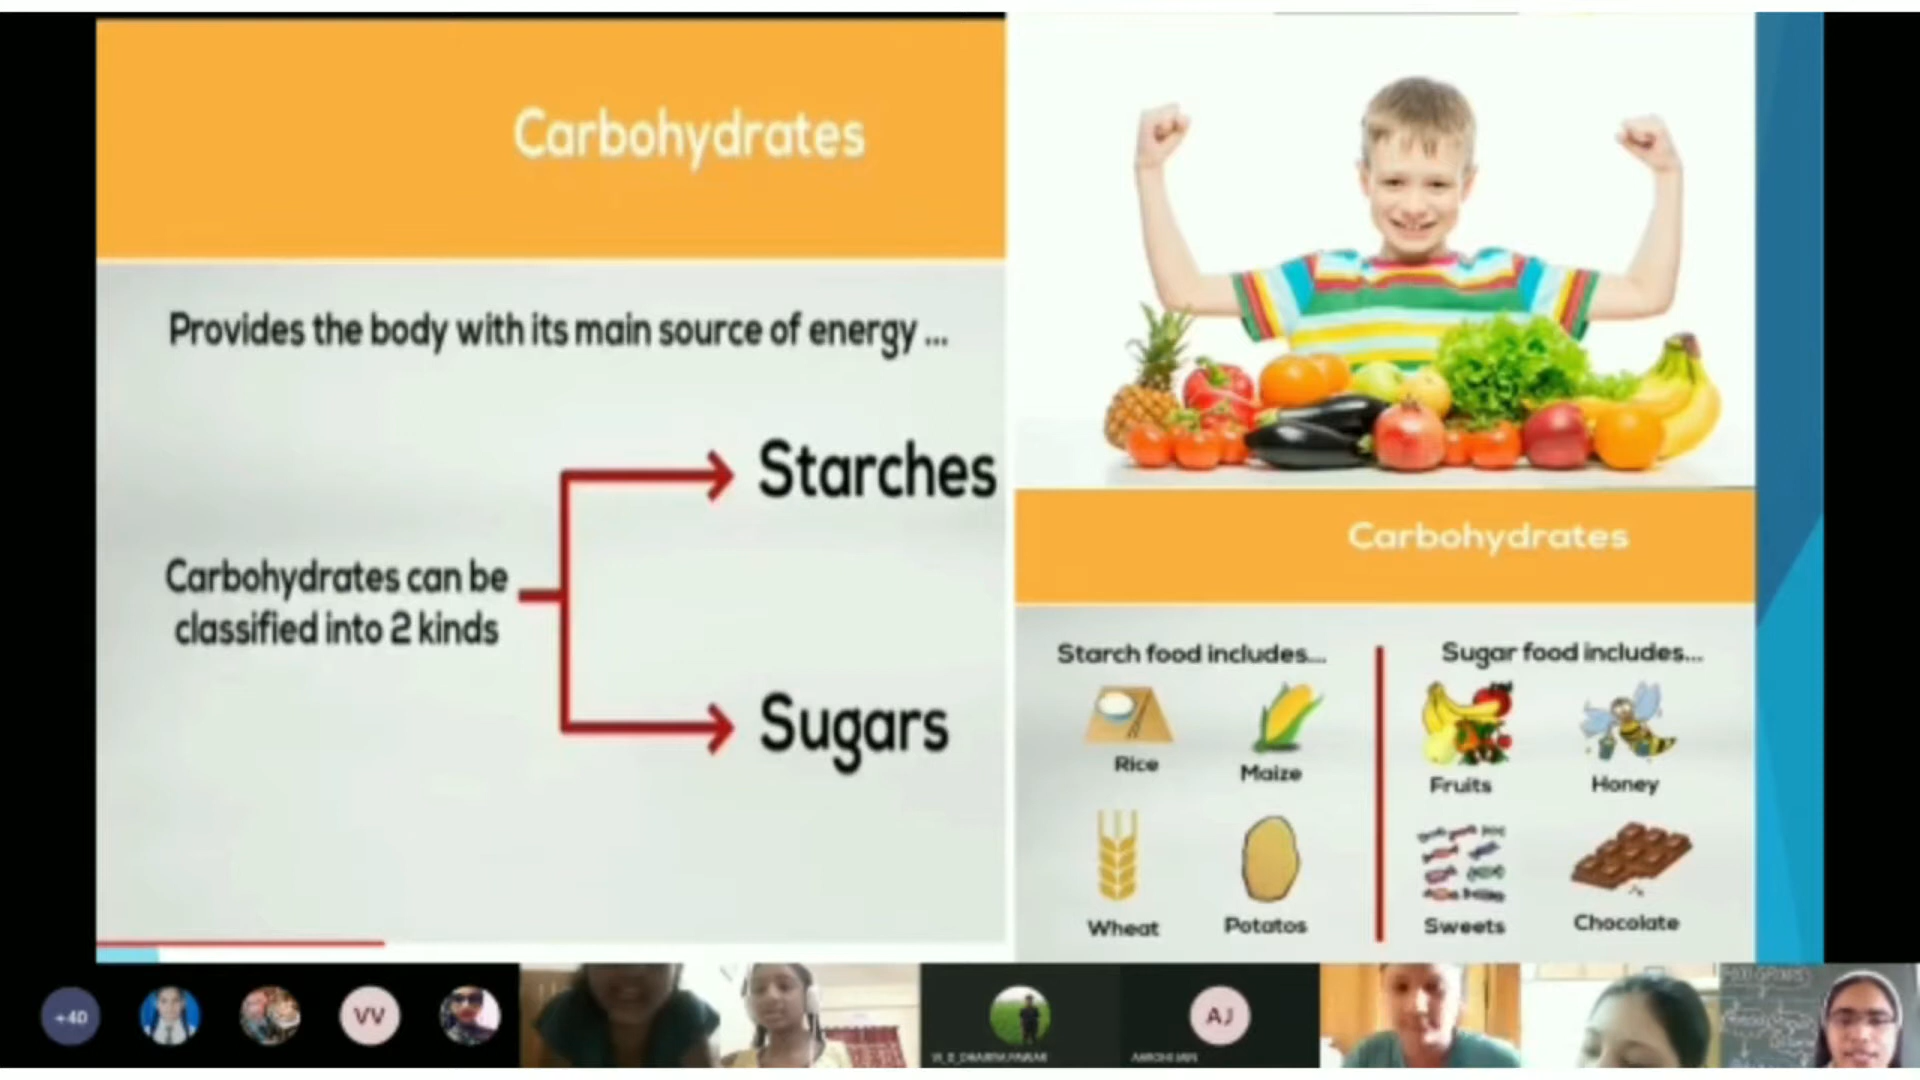 Carbohydrates
Provides the body with its main source of energy ...
Starches
Carbohydrates can be
classified into 2 kinds
Sugars
Carbohydrates
Starch food includes...
Rice
Maize
Wheat
Potatos
Sugar food includes...
Fruits
Honey
Sweets
Chocolate
+40
VV
AJ